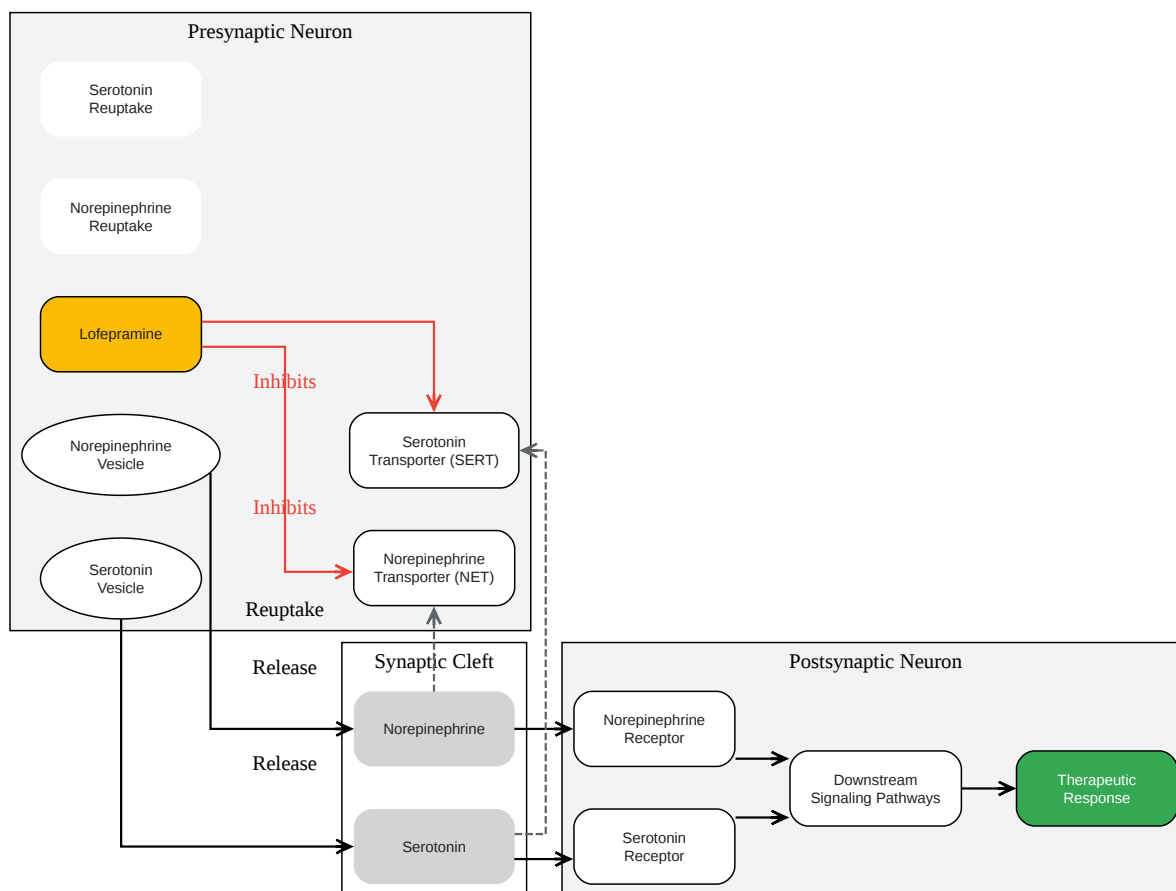 Presynaptic Neuron
Serotonin
Reuptake
Norepinephrine
Reuptake
Lofepramine
Inhibits
Norepinephrine
Vesicle
Serotonin
Transporter (SERT)
Inhibits
Serotonin
Vesicle
Norepinephrine
Transporter (NET)
Reuptake
Release
Synaptic Cleft
Postsynaptic Neuron
Norepinephrine
Norepinephrine
Receptor
Release
Downstream
Signaling Pathways
Therapeutic
Response
Serotonin
Serotonin
Receptor